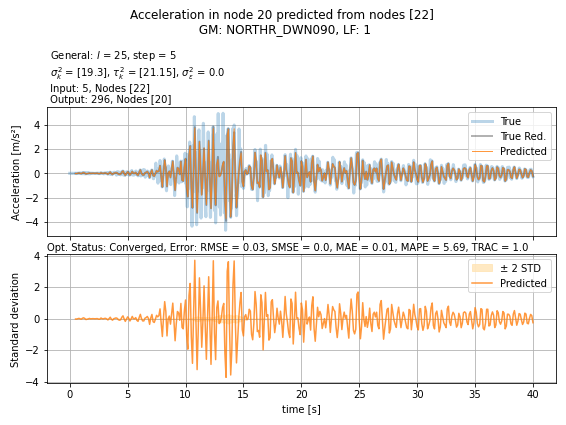 Acceleration in node 20 predicted from nodes [22]
GM: NORTHR_DWN090, LF: 1
General: l = 25, step = 5
σ²ₖ = [19.3], τ²ₖ = [21.15], σ²ε = 0.0
Input: 5, Nodes [22]
Output: 296, Nodes [20]
Acceleration [m/s²]
4
2
0
−2
−4
True
True Red.
Predicted
Opt. Status: Converged, Error: RMSE = 0.03, SMSE = 0.0, MAE = 0.01, MAPE = 5.69, TRAC = 1.0
Standard deviation
4
2
0
−2
−4
± 2 STD
Predicted
0 5 10 15 20 25 30 35 40
time [s]